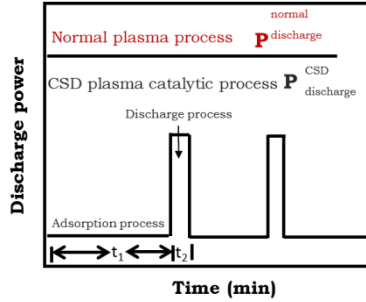 Normal plasma process P normal discharge
CSD plasma catalytic process P CSD discharge
Discharge process
Adsorption process
t1 t2
Discharge power
Time (min)